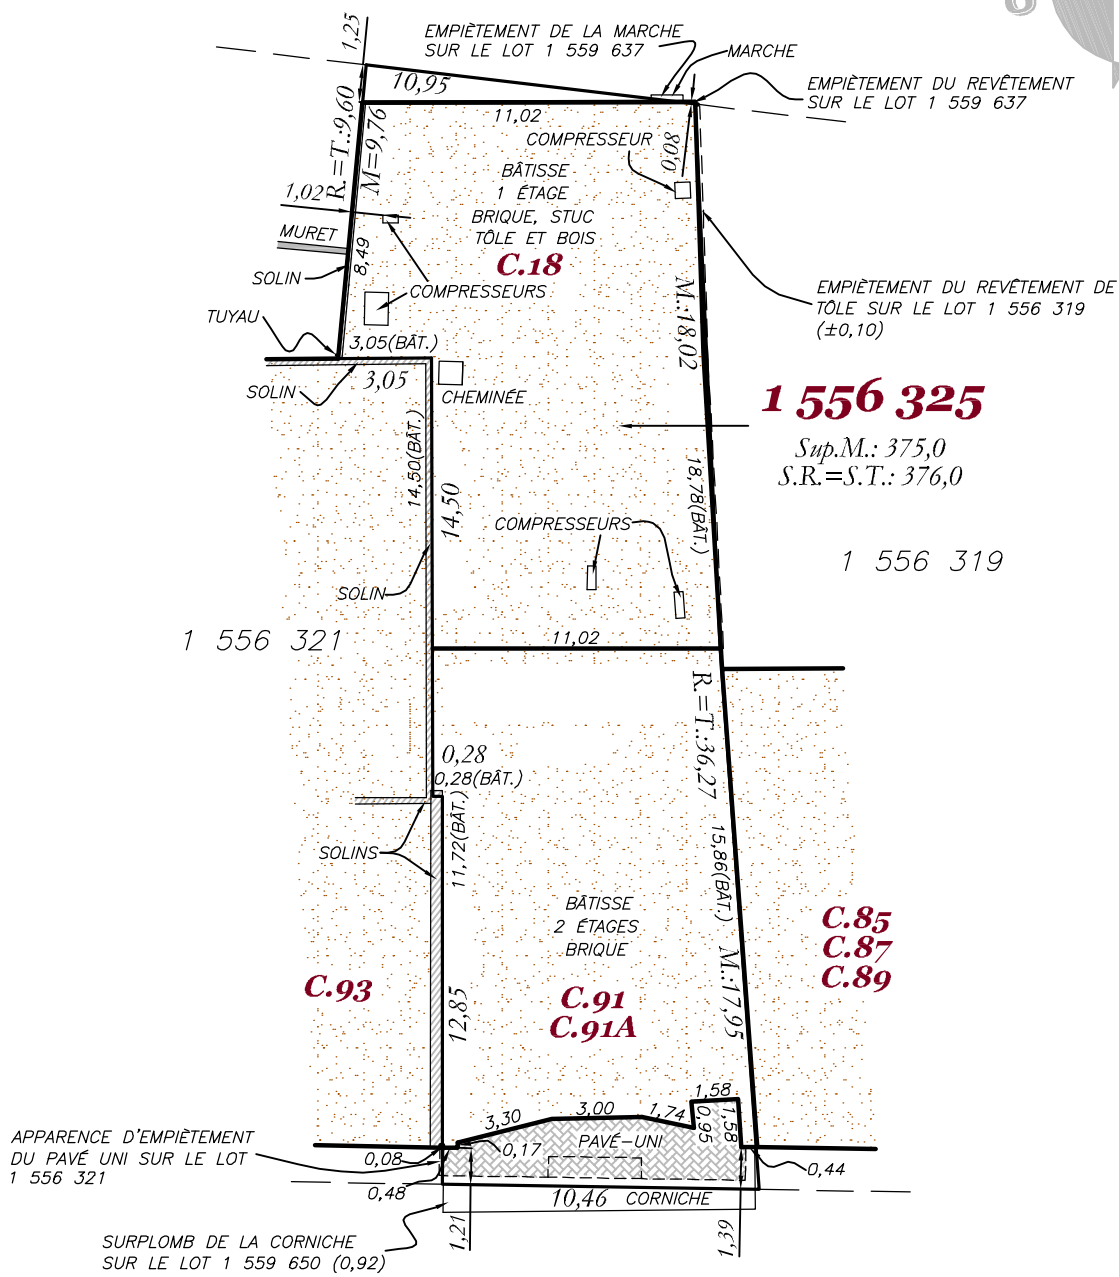 1,25
EMPIÈTEMENT DE LA MARCHE
SUR LE LOT 1 559 637
MARCHE
10,95
EMPIÈTEMENT DU REVÊTEMENT
SUR LE LOT 1 559 637
11,02
R.=T.:9,60
M=9,76
COMPRESSEUR
0,08
BÂTISSE
1 ÉTAGE
BRIQUE, STUC
TÔLE ET BOIS
C.18
1,02
MURET
8,49
SOLIN
COMPRESSEURS
M.:18,02
EMPIÈTEMENT DU REVÊTEMENT DE
TÔLE SUR LE LOT 1 556 319
(±0,10)
TUYAU
3,05(BÂT.)
3,05
SOLIN
CHEMINÉE
1 556 325
Sup.M.: 375,0
S.R.=S.T.: 376,0
14,50(BÂT.)
14,50
18,78(BÂT.)
COMPRESSEURS
1 556 319
SOLIN
1 556 321
11,02
R.=T.:36,27
0,28
0,28(BÂT.)
11,72(BÂT.)
SOLINS
15,86(BÂT.)
BÂTISSE
2 ÉTAGES
BRIQUE
C.85
C.87
C.89
M.:17,95
C.93
12,85
C.91
C.91A
1,58
3,30
3,00
1,74
0,95
1,58
APPARENCE D'EMPIÈTEMENT
DU PAVÉ UNI SUR LE LOT
1 556 321
0,08
0,17
PAVÉ-UNI
0,44
0,48
10,46
CORNICHE
1,21
1,39
SURPLOMB DE LA CORNICHE
SUR LE LOT 1 559 650 (0,92)